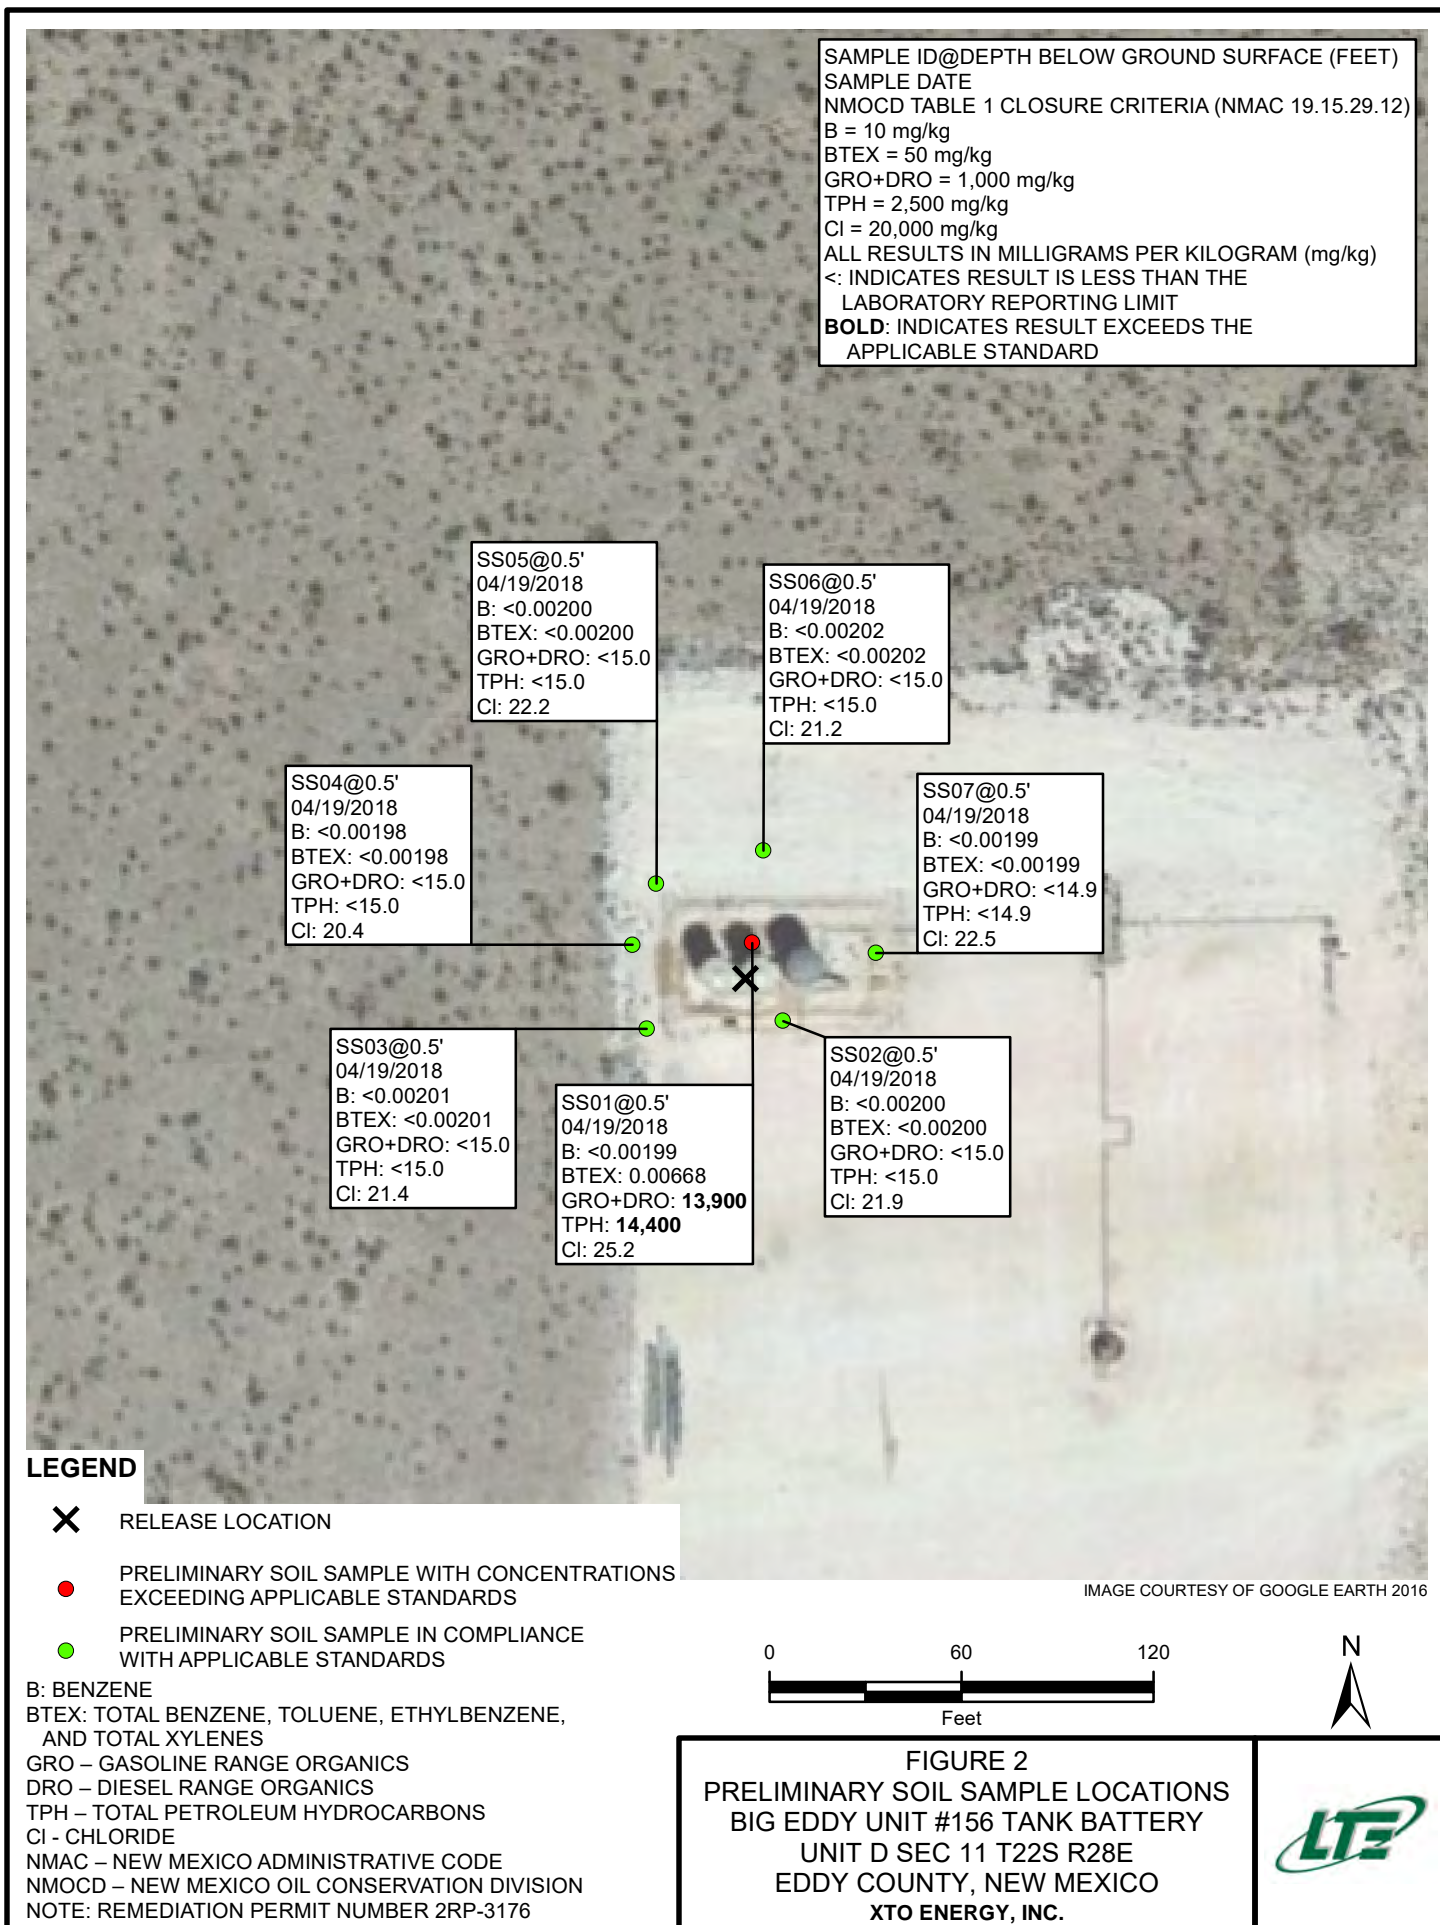 SAMPLE ID@DEPTH BELOW GROUND SURFACE (FEET)
SAMPLE DATE
NMOCD TABLE 1 CLOSURE CRITERIA (NMAC 19.15.29.12)
B = 10 mg/kg
BTEX = 50 mg/kg
GRO+DRO = 1,000 mg/kg
TPH = 2,500 mg/kg
Cl = 20,000 mg/kg
ALL RESULTS IN MILLIGRAMS PER KILOGRAM (mg/kg)
<: INDICATES RESULT IS LESS THAN THE
LABORATORY REPORTING LIMIT
BOLD: INDICATES RESULT EXCEEDS THE
APPLICABLE STANDARD
SS05@0.5'
04/19/2018
B: <0.00200
BTEX: <0.00200
GRO+DRO: <15.0
TPH: <15.0
Cl: 22.2
SS06@0.5'
04/19/2018
B: <0.00202
BTEX: <0.00202
GRO+DRO: <15.0
TPH: <15.0
Cl: 21.2
SS04@0.5'
04/19/2018
B: <0.00198
BTEX: <0.00198
GRO+DRO: <15.0
TPH: <15.0
Cl: 20.4
SS07@0.5'
04/19/2018
B: <0.00199
BTEX: <0.00199
GRO+DRO: <14.9
TPH: <14.9
Cl: 22.5
SS03@0.5'
04/19/2018
B: <0.00201
BTEX: <0.00201
GRO+DRO: <15.0
TPH: <15.0
Cl: 21.4
SS01@0.5'
04/19/2018
B: <0.00199
BTEX: 0.00668
GRO+DRO: 13,900
TPH: 14,400
Cl: 25.2
SS02@0.5'
04/19/2018
B: <0.00200
BTEX: <0.00200
GRO+DRO: <15.0
TPH: <15.0
Cl: 21.9
LEGEND
RELEASE LOCATION
PRELIMINARY SOIL SAMPLE WITH CONCENTRATIONS
EXCEEDING APPLICABLE STANDARDS
PRELIMINARY SOIL SAMPLE IN COMPLIANCE
WITH APPLICABLE STANDARDS
B: BENZENE
BTEX: TOTAL BENZENE, TOLUENE, ETHYLBENZENE,
AND TOTAL XYLENES
GRO – GASOLINE RANGE ORGANICS
DRO – DIESEL RANGE ORGANICS
TPH – TOTAL PETROLEUM HYDROCARBONS
Cl - CHLORIDE
NMAC – NEW MEXICO ADMINISTRATIVE CODE
NMOCD – NEW MEXICO OIL CONSERVATION DIVISION
NOTE: REMEDIATION PERMIT NUMBER 2RP-3176
IMAGE COURTESY OF GOOGLE EARTH 2016
0 60 120
Feet
N
FIGURE 2
PRELIMINARY SOIL SAMPLE LOCATIONS
BIG EDDY UNIT #156 TANK BATTERY
UNIT D SEC 11 T22S R28E
EDDY COUNTY, NEW MEXICO
XTO ENERGY, INC.
LTE